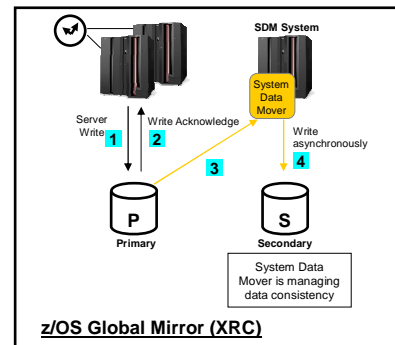 SDM System
System
Data
Mover
Server
Write
1
2
Write Acknowledge
3
Write
asynchronously
4
P
S
Primary
Secondary
System Data
Mover is managing
data consistency
z/OS Global Mirror (XRC)